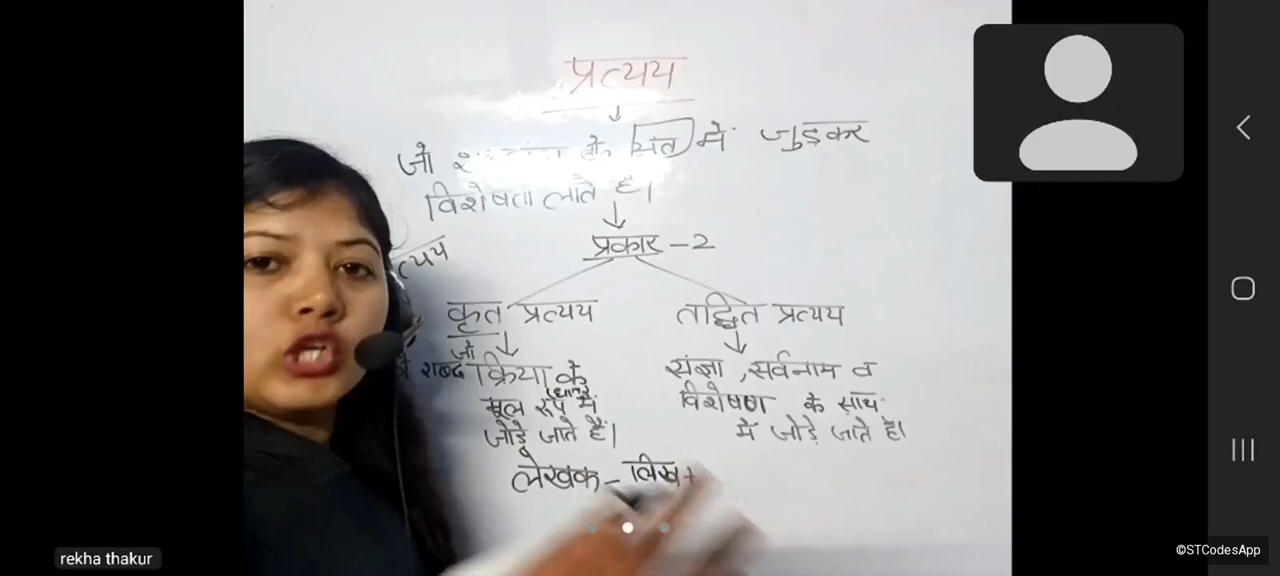 प्रत्यय
जो के अंत में जुड़कर
विशेषता लाते है।
प्रकार - 2
त्यय
कृत प्रत्यय
तद्धित प्रत्यय
जो
शब्द क्रिया के
(धातु)
मूल रूप में
जोड़े जाते हैं।
संज्ञा, सर्वनाम व
विशेषण के साथ
में जोड़े जाते है।
लेखक - लिख +
rekha thakur
©STCodesApp